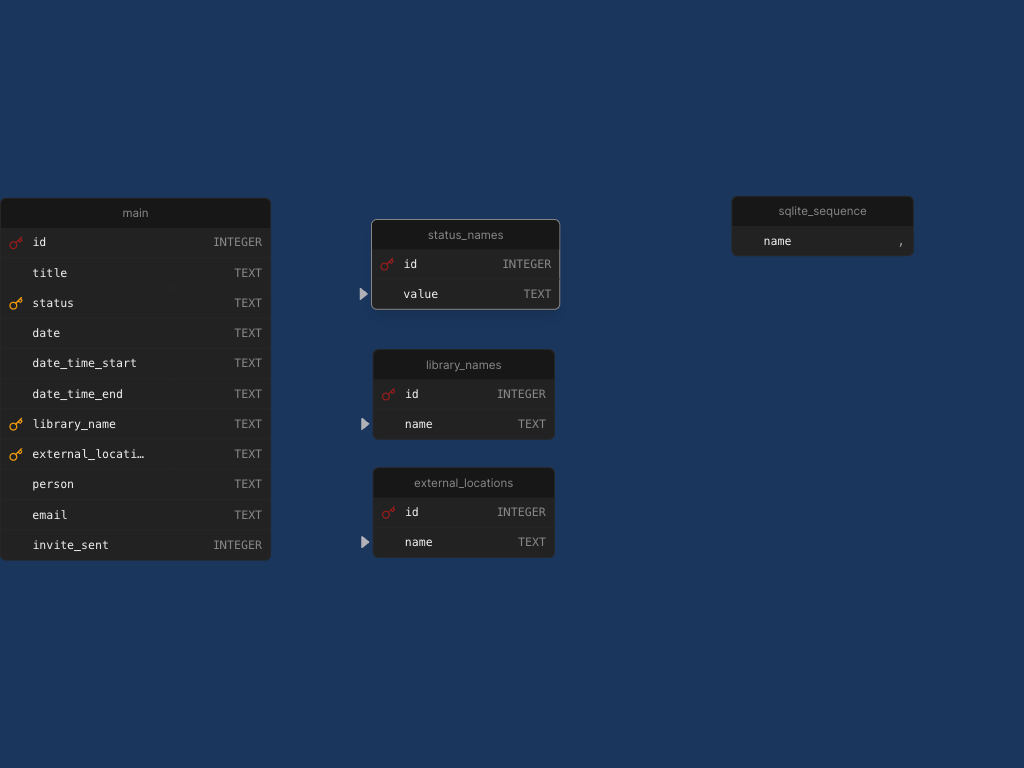 main
id INTEGER
title TEXT
status TEXT
date TEXT
date_time_start TEXT
date_time_end TEXT
library_name TEXT
external_locati… TEXT
person TEXT
email TEXT
invite_sent INTEGER
status_names
id INTEGER
value TEXT
library_names
id INTEGER
name TEXT
external_locations
id INTEGER
name TEXT
sqlite_sequence
name ,